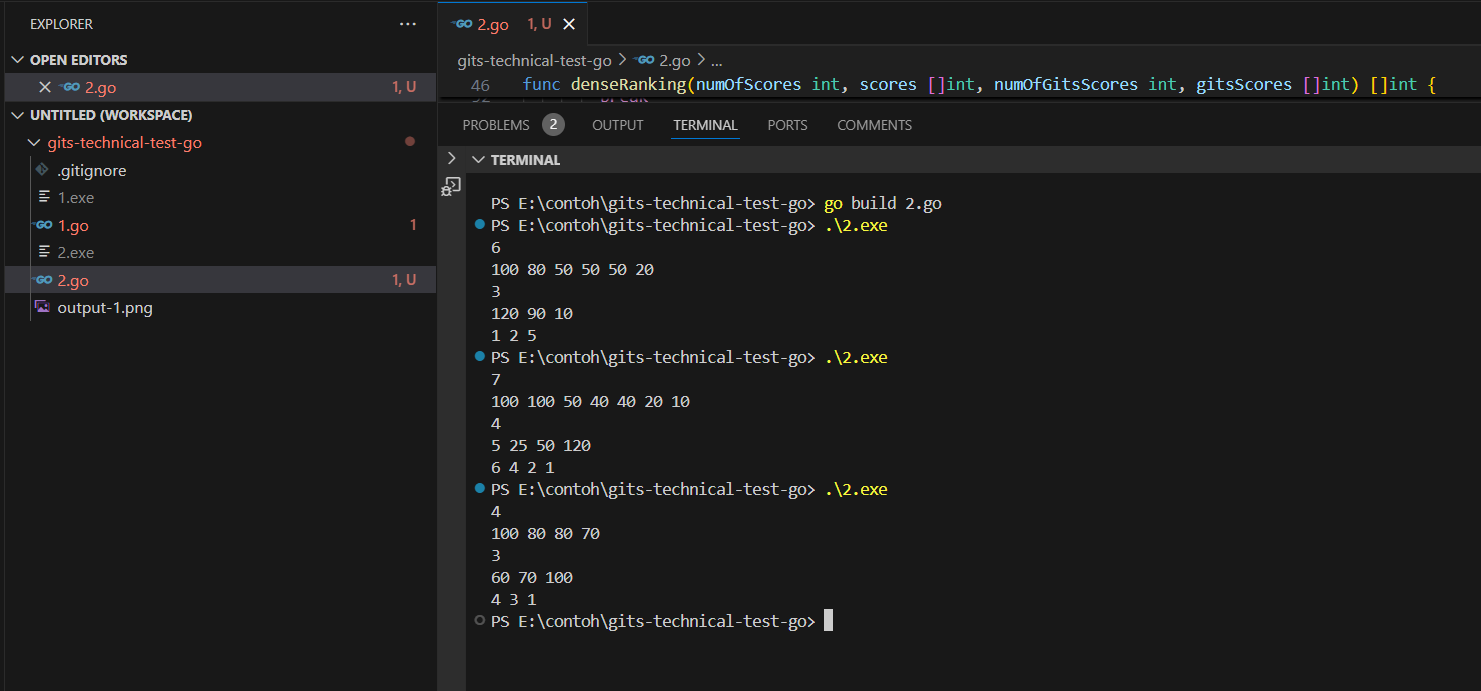 EXPLORER
···
OPEN EDITORS
GO 2.go 1, U
UNTITLED (WORKSPACE)
gits-technical-test-go
.gitignore
1.exe
GO 1.go 1
2.exe
GO 2.go 1, U
output-1.png
GO 2.go 1, U
gits-technical-test-go > GO 2.go > ...
46 func denseRanking(numOfScores int, scores []int, numOfGitsScores int, gitsScores []int) []int {
52 break
PROBLEMS 2 OUTPUT TERMINAL PORTS COMMENTS
TERMINAL
PS E:\contoh\gits-technical-test-go> go build 2.go
PS E:\contoh\gits-technical-test-go> .\2.exe
6
100 80 50 50 50 20
3
120 90 10
1 2 5
PS E:\contoh\gits-technical-test-go> .\2.exe
7
100 100 50 40 40 20 10
4
5 25 50 120
6 4 2 1
PS E:\contoh\gits-technical-test-go> .\2.exe
4
100 80 80 70
3
60 70 100
4 3 1
PS E:\contoh\gits-technical-test-go>